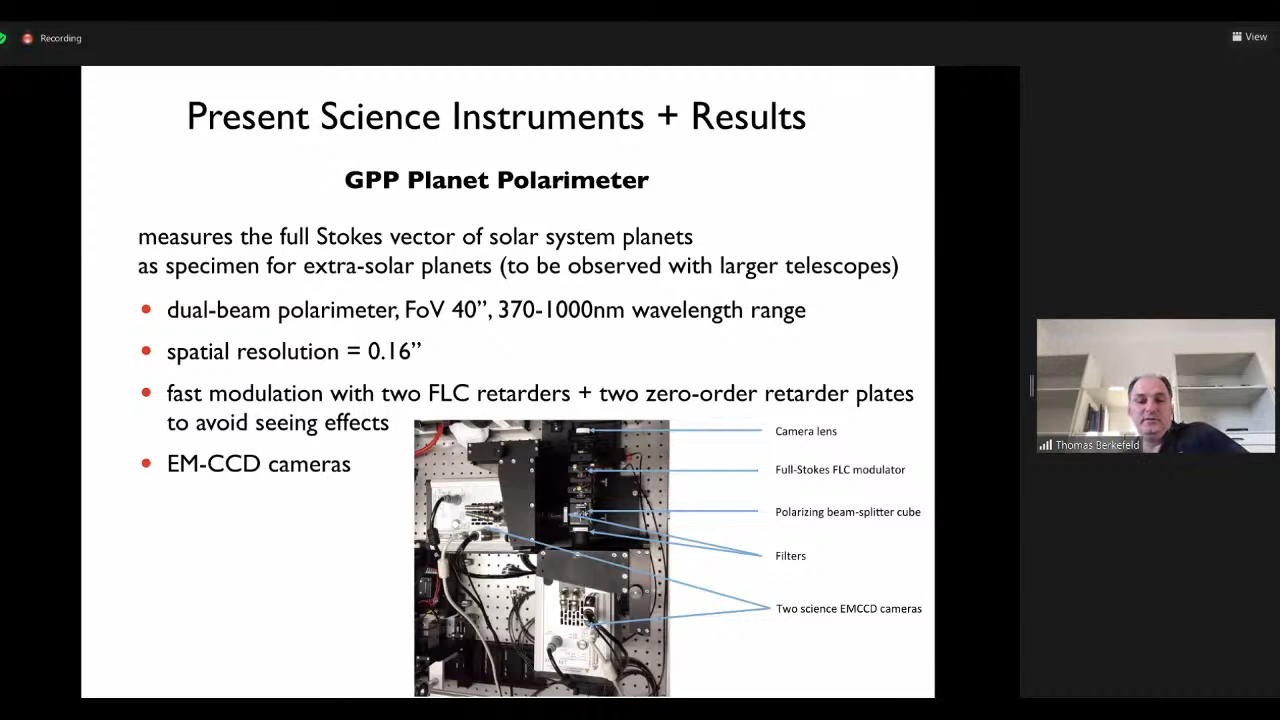 Recording
View
Present Science Instruments + Results
GPP Planet Polarimeter
measures the full Stokes vector of solar system planets
as specimen for extra-solar planets (to be observed with larger telescopes)
• dual-beam polarimeter, FoV 40”, 370-1000nm wavelength range
• spatial resolution = 0.16”
• fast modulation with two FLC retarders + two zero-order retarder plates
to avoid seeing effects
• EM-CCD cameras
Camera lens
Full-Stokes FLC modulator
Polarizing beam-splitter cube
Filters
Two science EMCCD cameras
Thomas Berkefeld